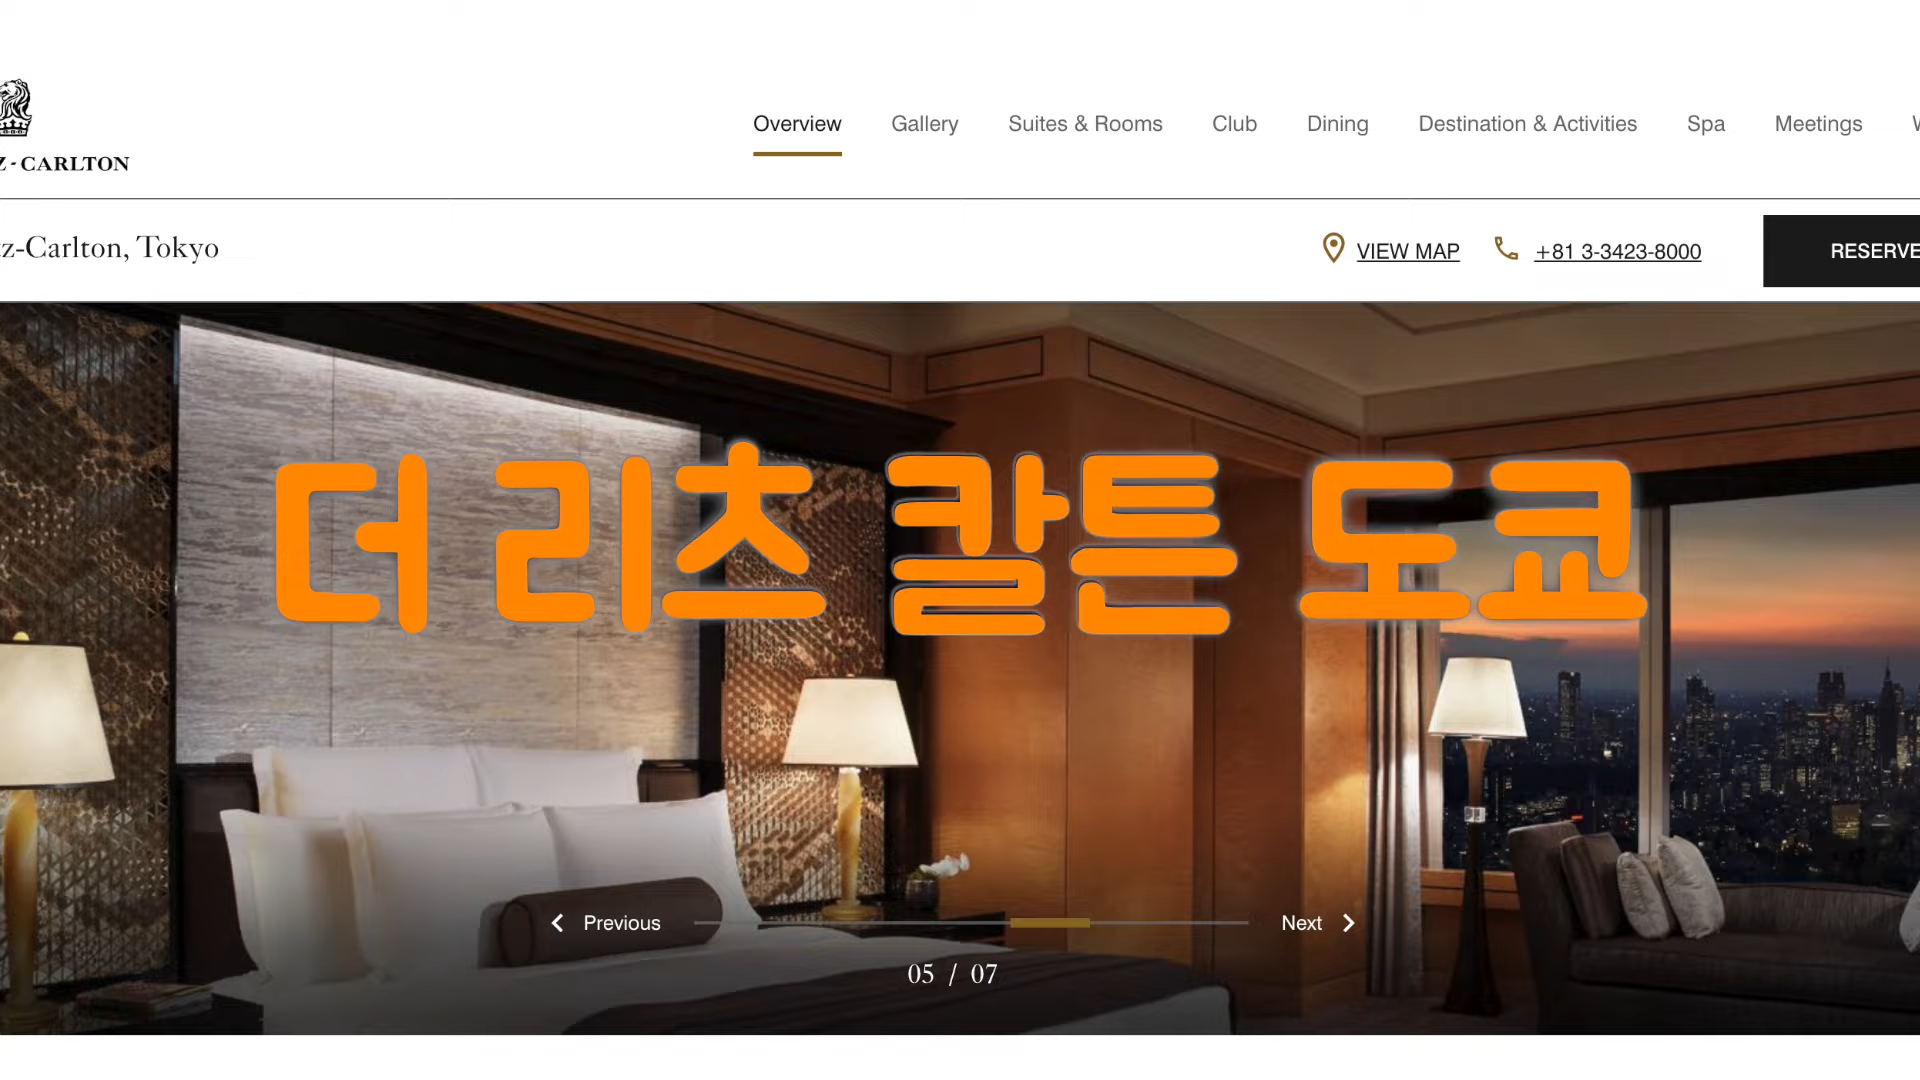 Z-CARLTON
Overview Gallery Suites & Rooms Club Dining Destination & Activities Spa Meetings
z-Carlton, Tokyo
VIEW MAP +81 3-3423-8000 RESERVE
더 리츠 칼튼 도쿄
Previous Next
05 / 07